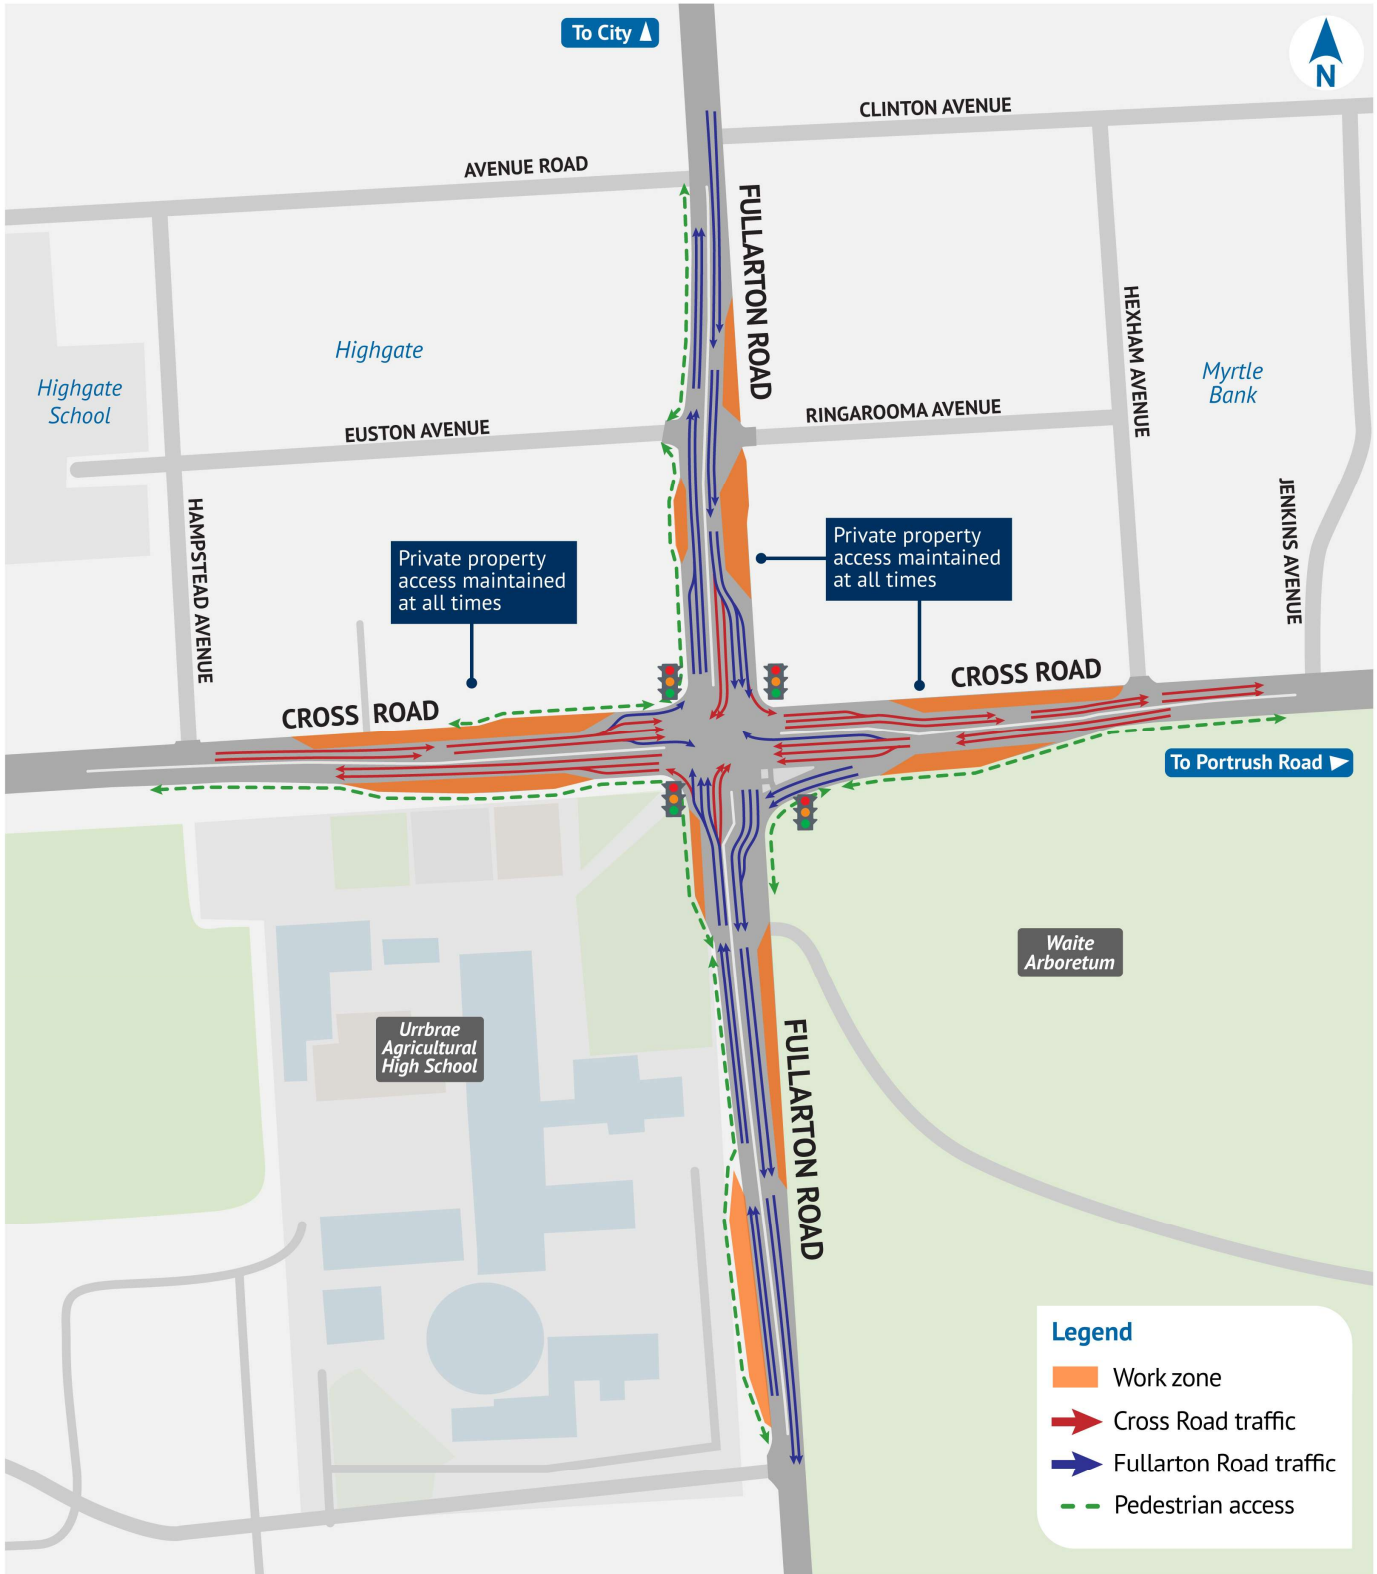 To City
N
CLINTON AVENUE
AVENUE ROAD
FULLARTON ROAD
HEXHAM AVENUE
Highgate
Myrtle
Bank
Highgate
School
RINGAROOMA AVENUE
EUSTON AVENUE
JENKINS AVENUE
HAMPSTEAD AVENUE
Private property
access maintained
at all times
Private property
access maintained
at all times
CROSS ROAD
CROSS ROAD
To Portrush Road
Waite
Arboretum
Urrbrae
Agricultural
High School
FULLARTON ROAD
Legend
Work zone
Cross Road traffic
Fullarton Road traffic
Pedestrian access